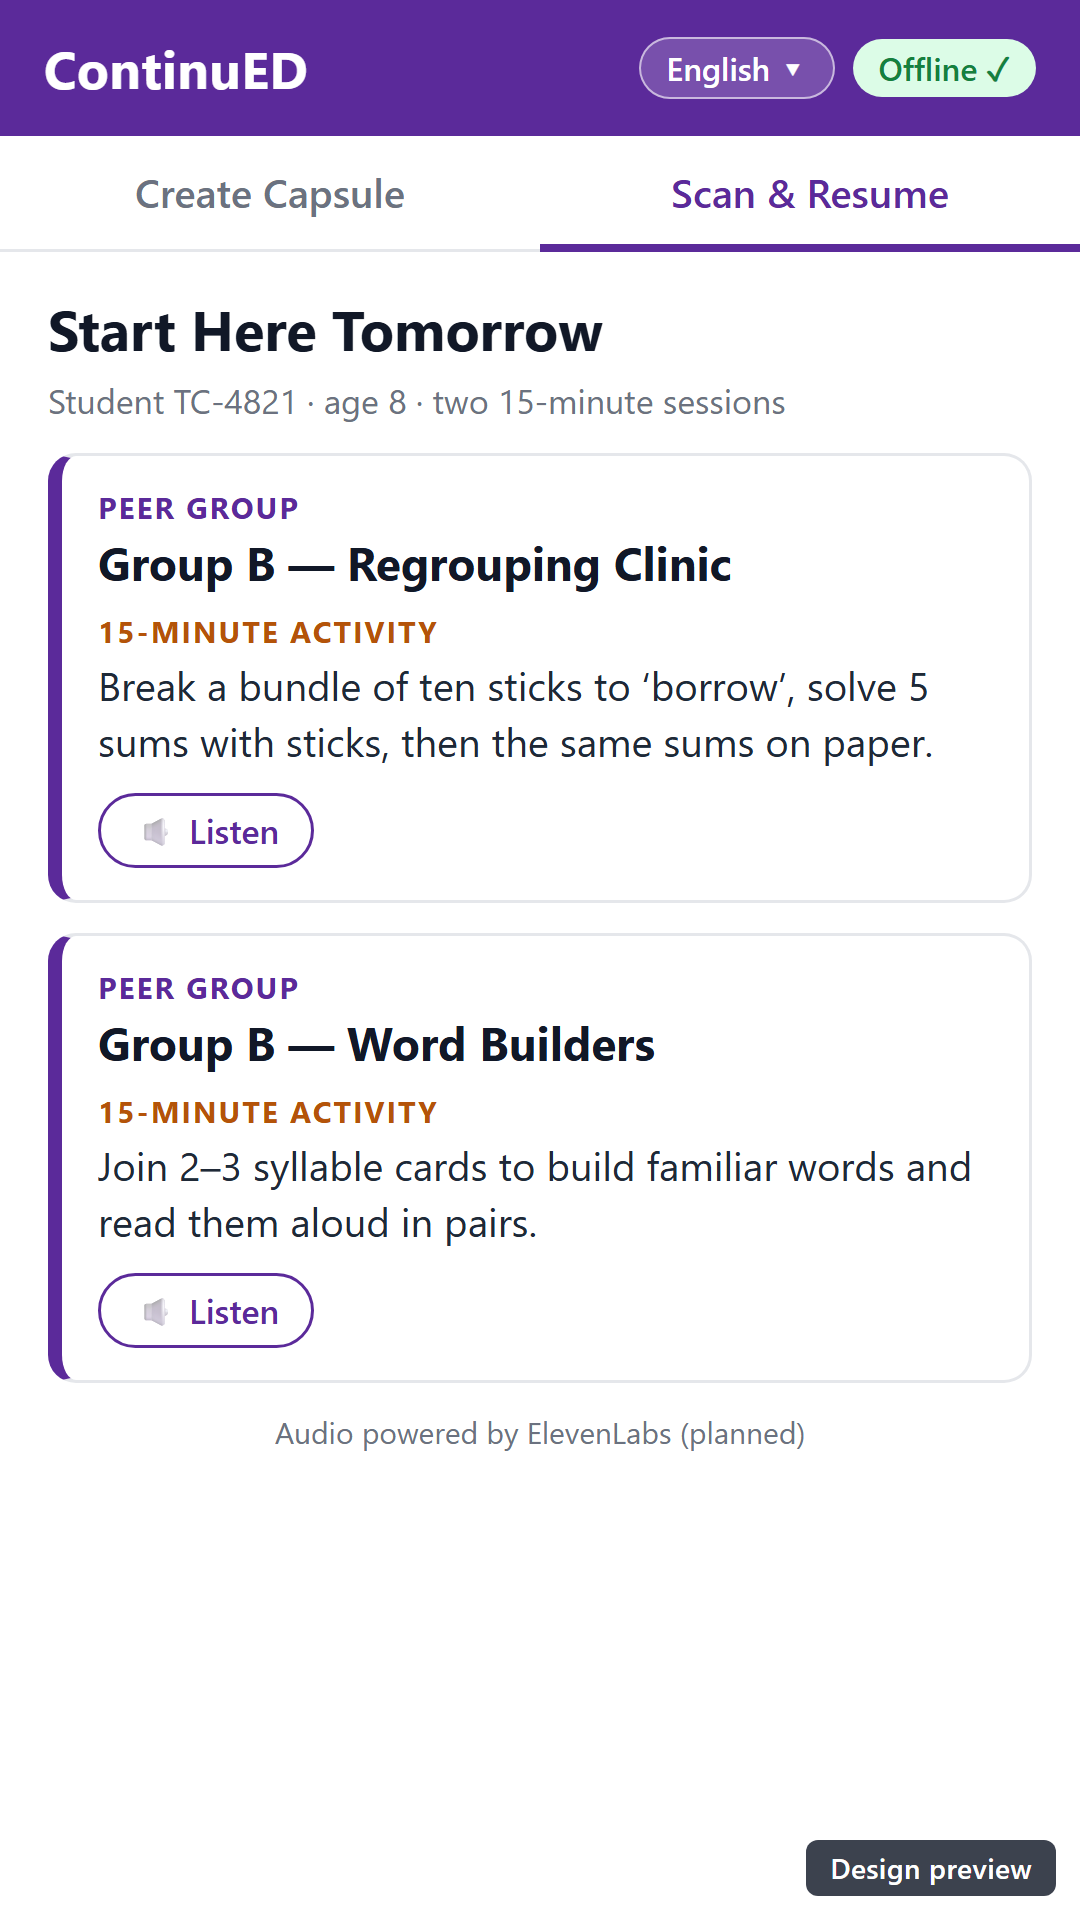 ContinuED
English ▼
Offline ✓
Create Capsule
Scan & Resume
Start Here Tomorrow
Student TC-4821 · age 8 · two 15-minute sessions
PEER GROUP
Group B — Regrouping Clinic
15-MINUTE ACTIVITY
Break a bundle of ten sticks to ‘borrow’, solve 5
sums with sticks, then the same sums on paper.
Listen
PEER GROUP
Group B — Word Builders
15-MINUTE ACTIVITY
Join 2–3 syllable cards to build familiar words and
read them aloud in pairs.
Listen
Audio powered by ElevenLabs (planned)
Design preview